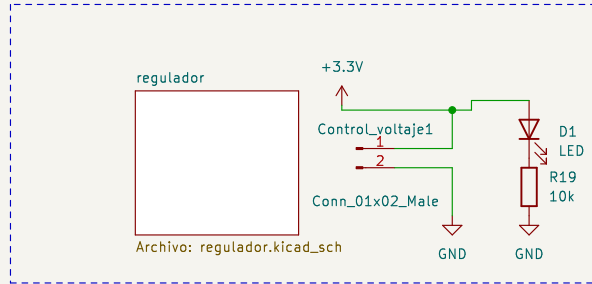 regulador
+3.3V
Control_voltaje1
1
2
Conn_01x02_Male
D1
LED
R19
10k
GND
GND
Archivo: regulador.kicad_sch